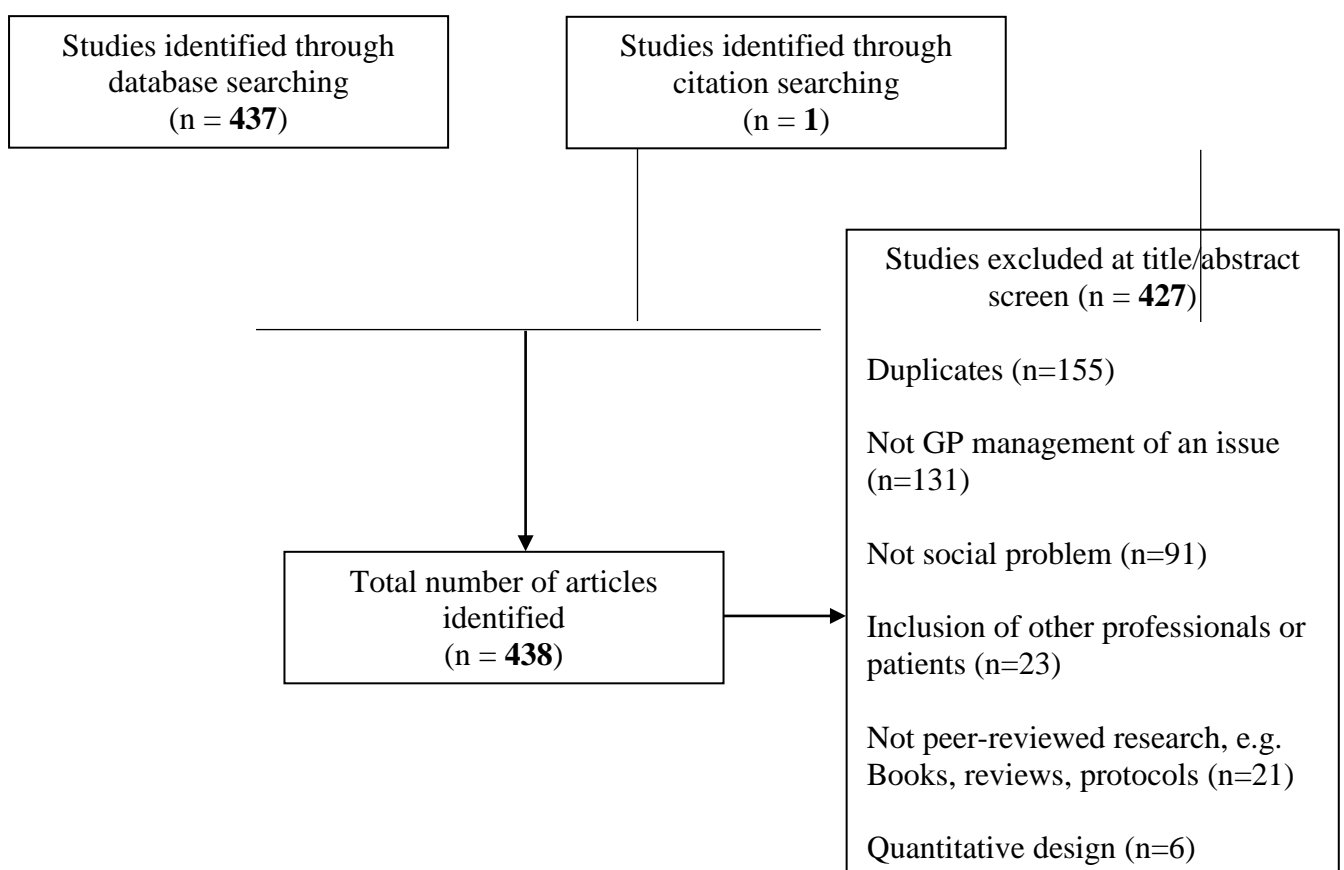 Studies identified through
database searching
(n = 437)
Studies identified through
citation searching
(n = 1)
Studies excluded at title/abstract
screen (n = 427)
Duplicates (n=155)
Not GP management of an issue
(n=131)
Not social problem (n=91)
Inclusion of other professionals or
patients (n=23)
Not peer-reviewed research, e.g.
Books, reviews, protocols (n=21)
Quantitative design (n=6)
Total number of articles
identified
(n = 438)